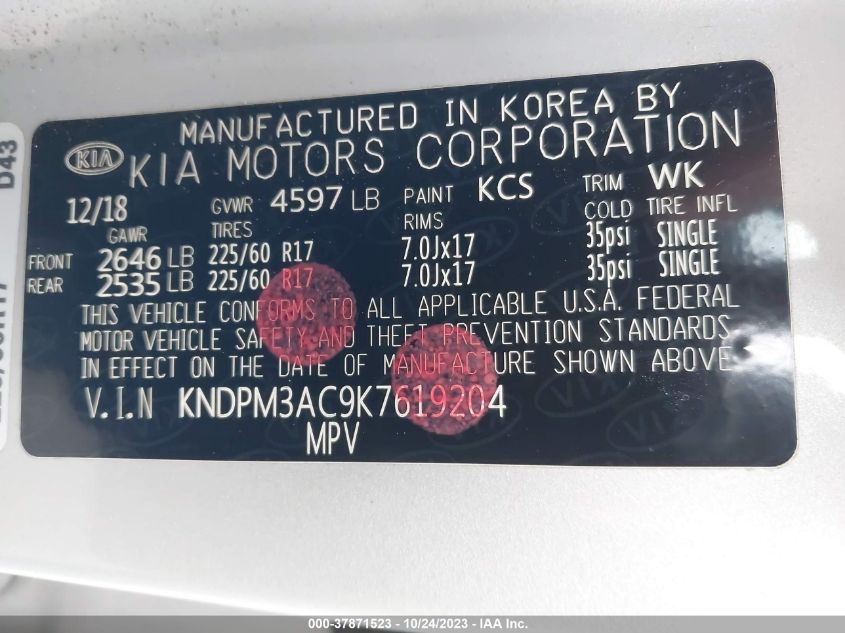 MANUFACTURED IN KOREA BY
KIA KIA MOTORS CORPORATION
12/18 GVWR 4597 LB PAINT KCS TRIM WK
GAWR TIRES RIMS COLD TIRE INFL
FRONT 2646 LB 225/60 R17 7.0Jx17 35psi SINGLE
REAR 2535 LB 225/60 R17 7.0Jx17 35psi SINGLE
THIS VEHICLE CONFORMS TO ALL APPLICABLE U.S.A. FEDERAL
MOTOR VEHICLE SAFETY AND THEFT PREVENTION STANDARDS
IN EFFECT ON THE DATE OF MANUFACTURE SHOWN ABOVE
V.I.N KNDPM3AC9K7619204
MPV
D43
000-37871523 - 10/24/2023 - IAA Inc.